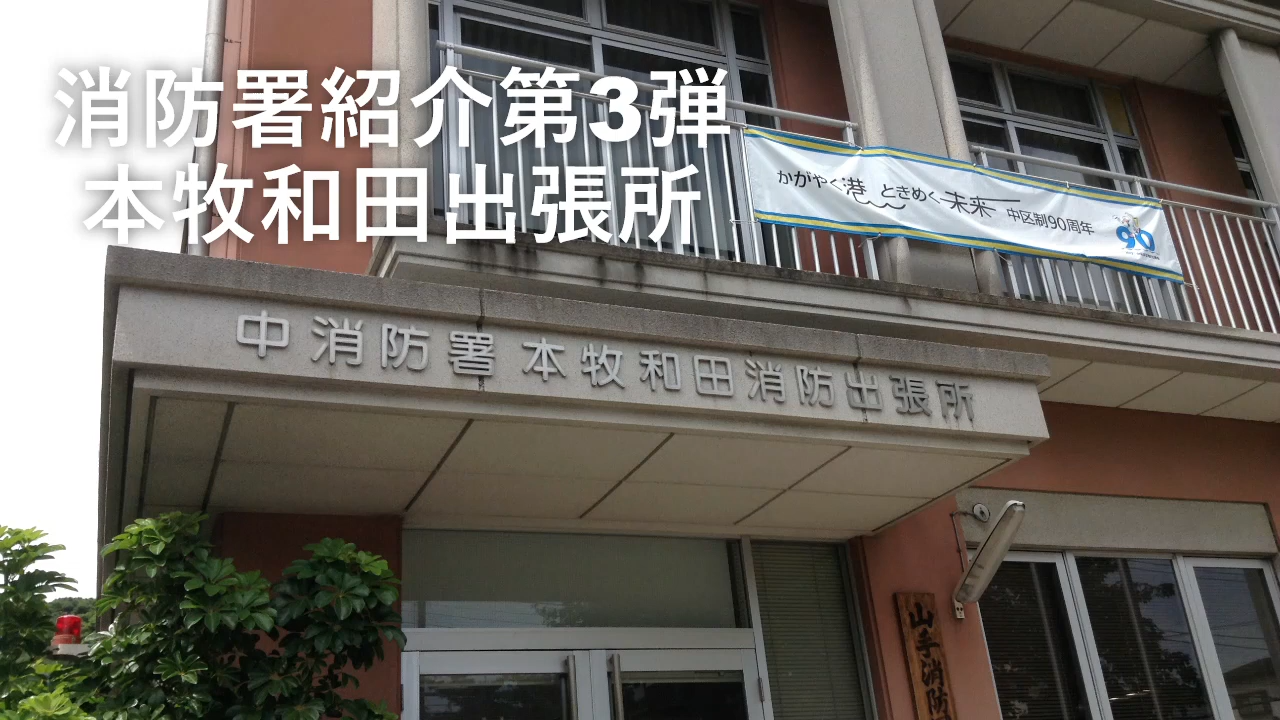 消防署紹介第3弾
本牧和田出張所
かがやく港 ときめく未来 中区制90周年
90
中消防署 本牧和田消防出張所
山手消防